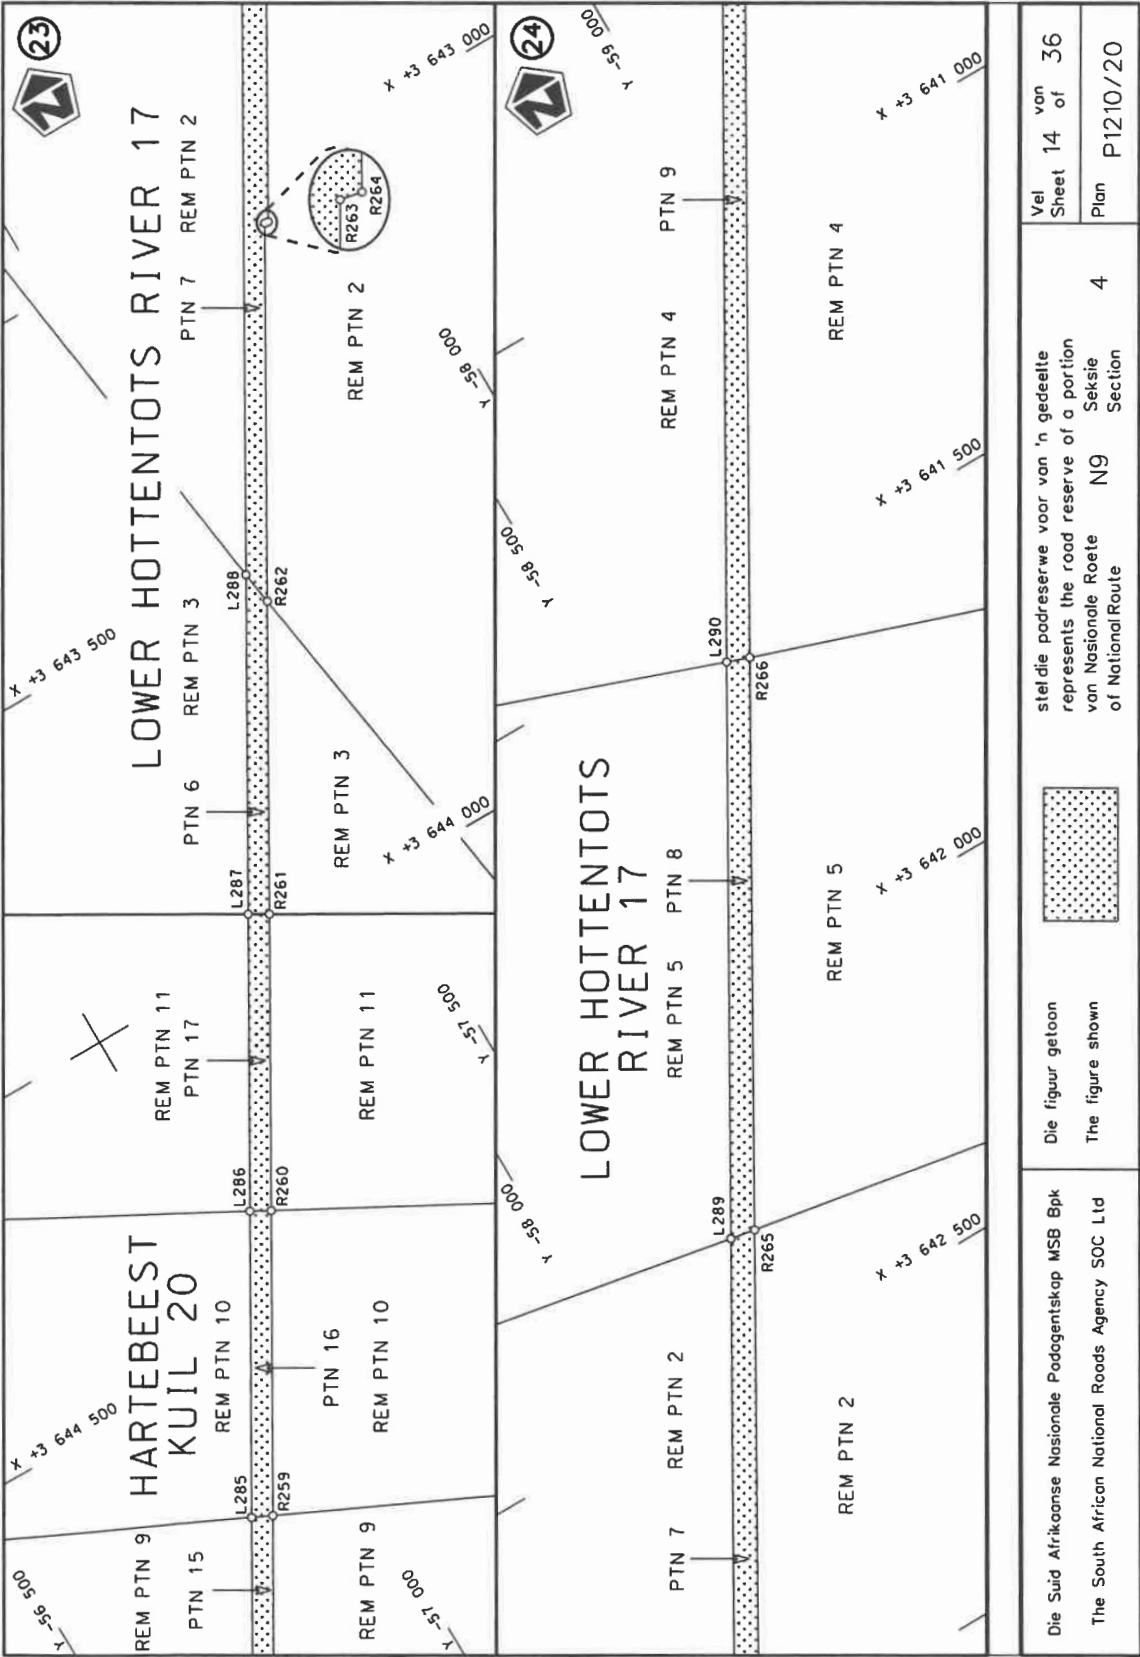 23
HARTEBEEST
KUIL 20
LOWER HOTTENTOTS RIVER 17
Y -56 500
X +3 644 500
X +3 643 500
REM PTN 9
PTN 15
REM PTN 10
REM PTN 11
PTN 17
PTN 6
REM PTN 3
PTN 7
REM PTN 2
L285
L286
L287
L288
R259
R260
R261
R262
R263
R264
PTN 16
REM PTN 9
REM PTN 10
REM PTN 11
REM PTN 3
REM PTN 2
Y -57 000
Y -57 500
X +3 644 000
Y -58 000
X +3 643 000
24
LOWER HOTTENTOTS
RIVER 17
Y -58 000
Y -58 500
Y -59 000
PTN 7
REM PTN 2
REM PTN 5
PTN 8
REM PTN 4
PTN 9
L289
L290
R265
R266
REM PTN 2
REM PTN 5
REM PTN 4
X +3 642 500
X +3 642 000
X +3 641 500
X +3 641 000
Die Suid Afrikaanse Nasionale Padagentskap MSB Bpk
The South African National Roads Agency SOC Ltd
Die figuur getoon
The figure shown
stel die padreserwe voor van 'n gedeelte
represents the road reserve of a portion
van Nasionale Roete N9 Seksie 4
of National Route Section
Vel 14 van 36
Sheet of
Plan P1210/20